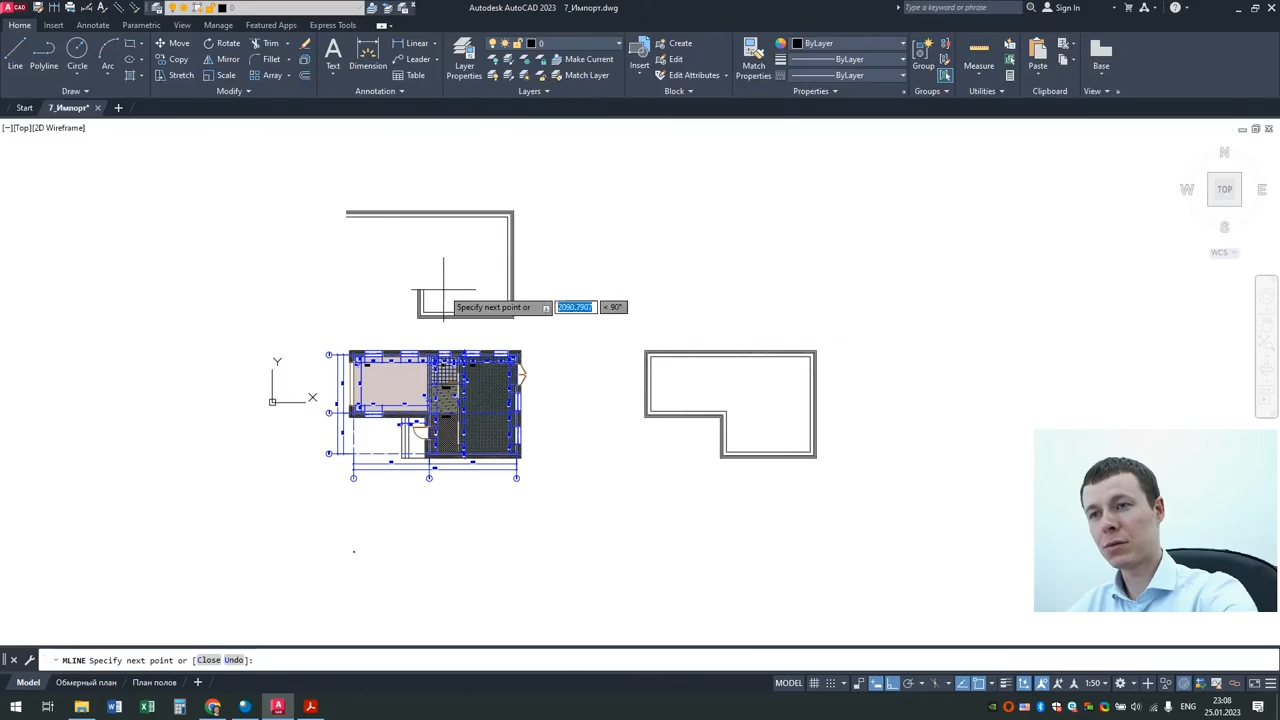 CAD
0
Autodesk AutoCAD 2023 7_Импорт.dwg
Type a keyword or phrase
Sign In
Home Insert Annotate Parametric View Manage Featured Apps
Line Polyline Circle Arc
Move Rotate Trim
Copy Mirror Fillet
Stretch Scale Array
Text Dimension
Linear
Leader
Table
Layer Properties
0
Make Current
Match Layer
Insert
Create
Edit
Edit Attributes
Match Properties
ByLayer
ByLayer
ByLayer
Group
Measure
Paste
Base
Draw Modify Annotation Layers Block Properties Groups Utilities Clipboard View
Start 7_Импорт*
[−][Top][2D Wireframe]
N
W TOP E
S
WCS
Specify next point or 2090.7907 < 90°
Y
X
MLINE Specify next point or [Close Undo]:
Model Обмерный план План полов
MODEL 1:50
ENG 23:08
25.01.2023